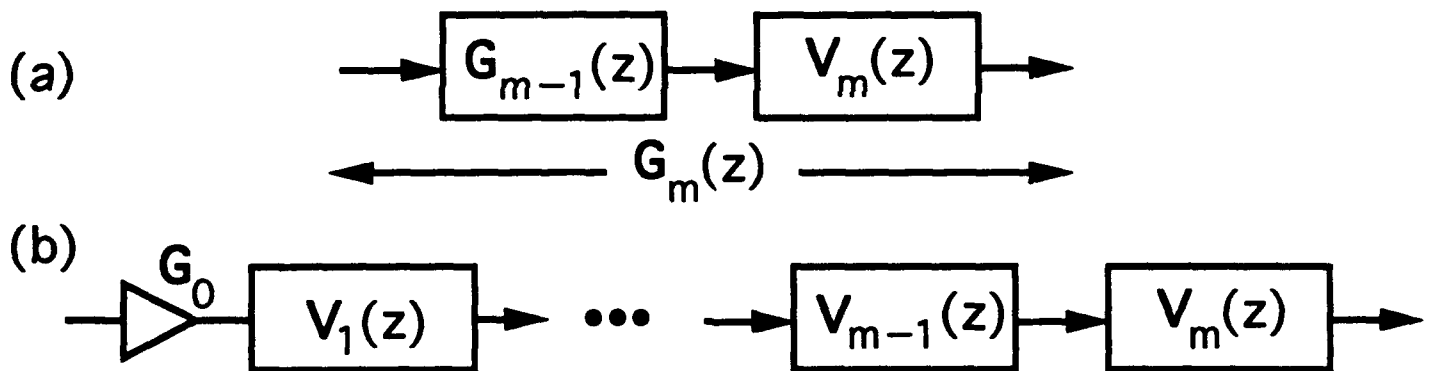 (a) G_{m-1}(z) V_m(z)
G_m(z)
(b) G_0 V_1(z) ••• V_{m-1}(z) V_m(z)